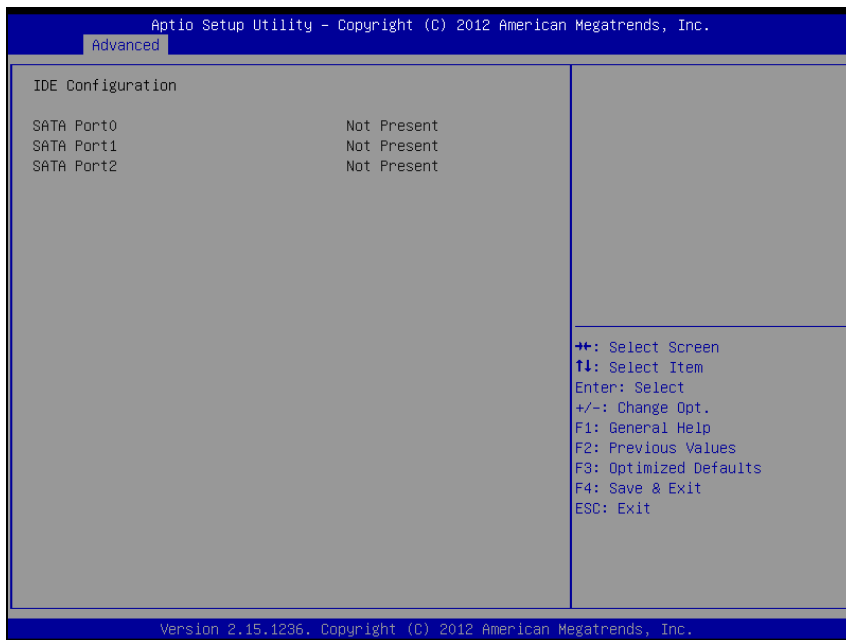 Aptio Setup Utility – Copyright (C) 2012 American Megatrends, Inc.
Advanced
IDE Configuration
SATA Port0 Not Present
SATA Port1 Not Present
SATA Port2 Not Present
→←: Select Screen
↑↓: Select Item
Enter: Select
+/-: Change Opt.
F1: General Help
F2: Previous Values
F3: Optimized Defaults
F4: Save & Exit
ESC: Exit
Version 2.15.1236. Copyright (C) 2012 American Megatrends, Inc.